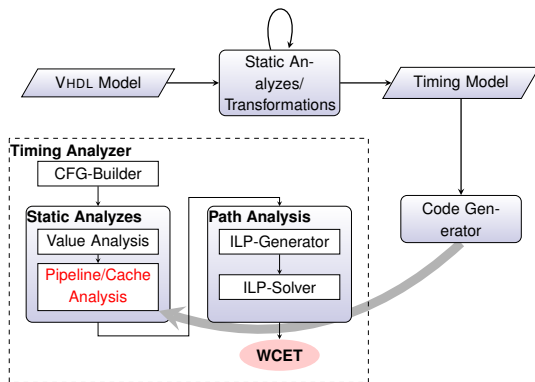 Static An-
alyzes/
Transformations
VHDL Model
Timing Model
Timing Analyzer
CFG-Builder
Static Analyzes
Value Analysis
Pipeline/Cache
Analysis
Path Analysis
ILP-Generator
ILP-Solver
WCET
Code Gen-
erator